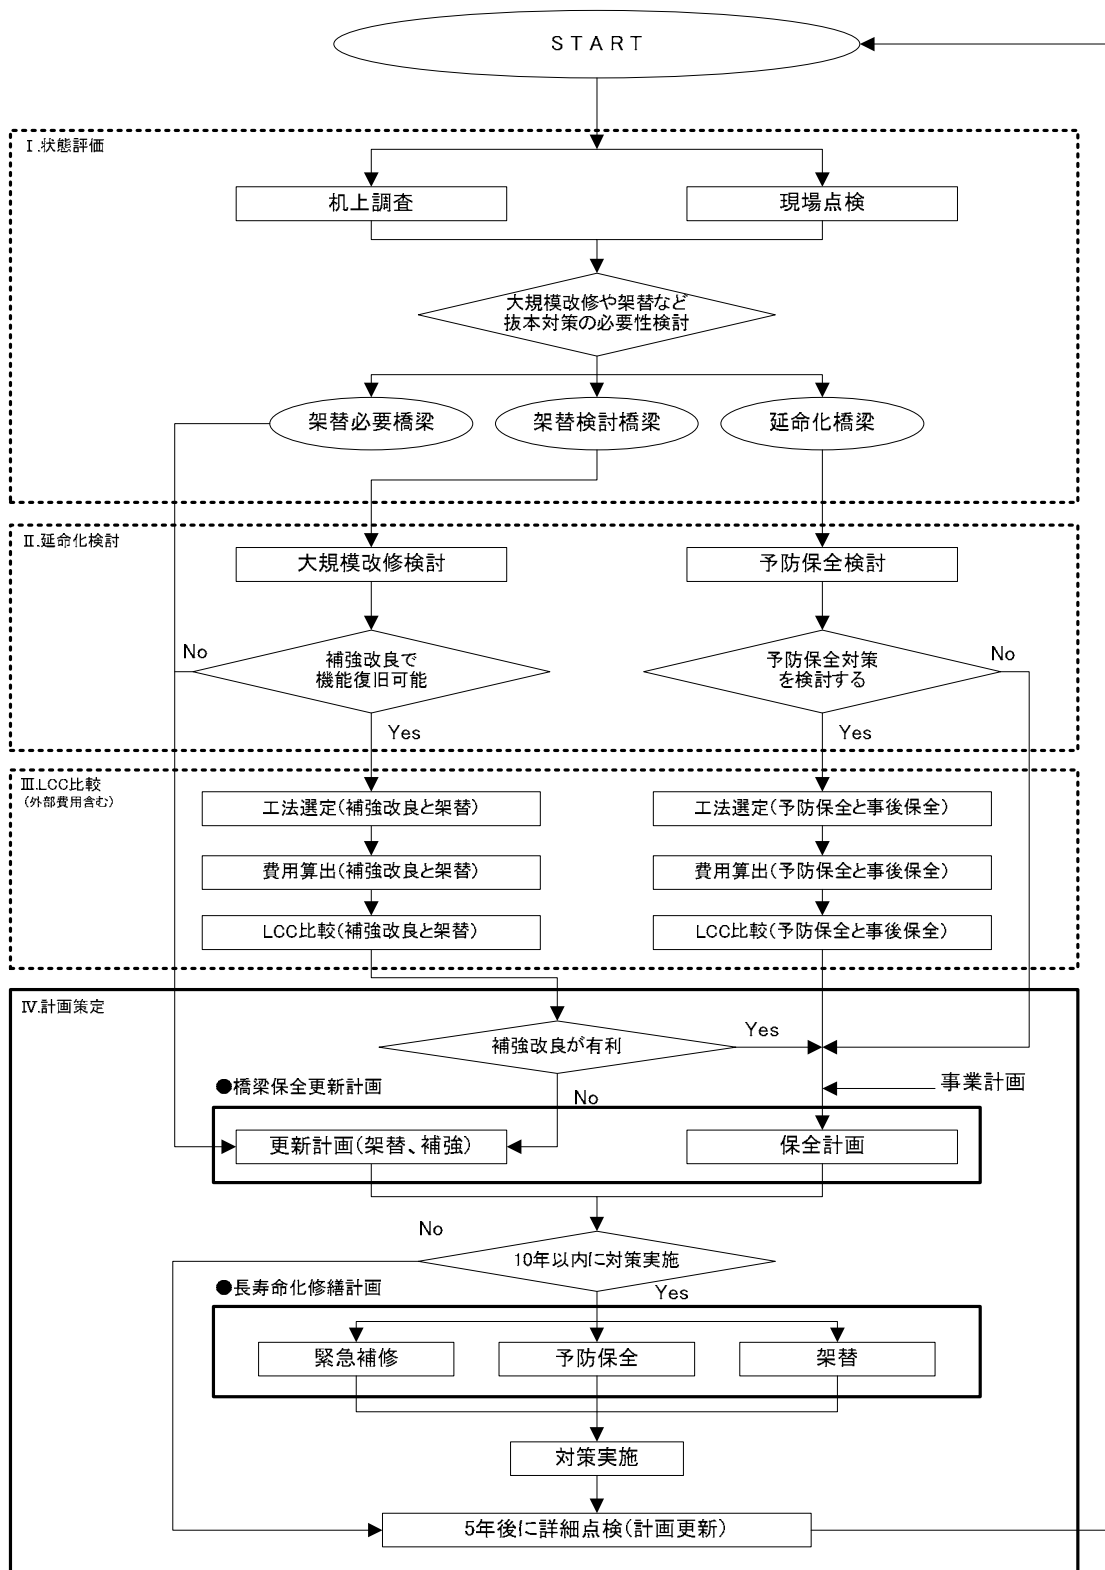 START
Ⅰ.状態評価
机上調査
現場点検
大規模改修や架替など
抜本対策の必要性検討
架替必要橋梁
架替検討橋梁
延命化橋梁
Ⅱ.延命化検討
大規模改修検討
予防保全検討
No
補強改良で
機能復旧可能
予防保全対策
を検討する
No
Yes
Yes
Ⅲ.LCC比較
(外部費用含む)
工法選定(補強改良と架替)
工法選定(予防保全と事後保全)
費用算出(補強改良と架替)
費用算出(予防保全と事後保全)
LCC比較(補強改良と架替)
LCC比較(予防保全と事後保全)
Ⅳ.計画策定
補強改良が有利
Yes
●橋梁保全更新計画
No
事業計画
更新計画(架替、補強)
保全計画
No
10年以内に対策実施
●長寿命化修繕計画
Yes
緊急補修
予防保全
架替
対策実施
5年後に詳細点検(計画更新)